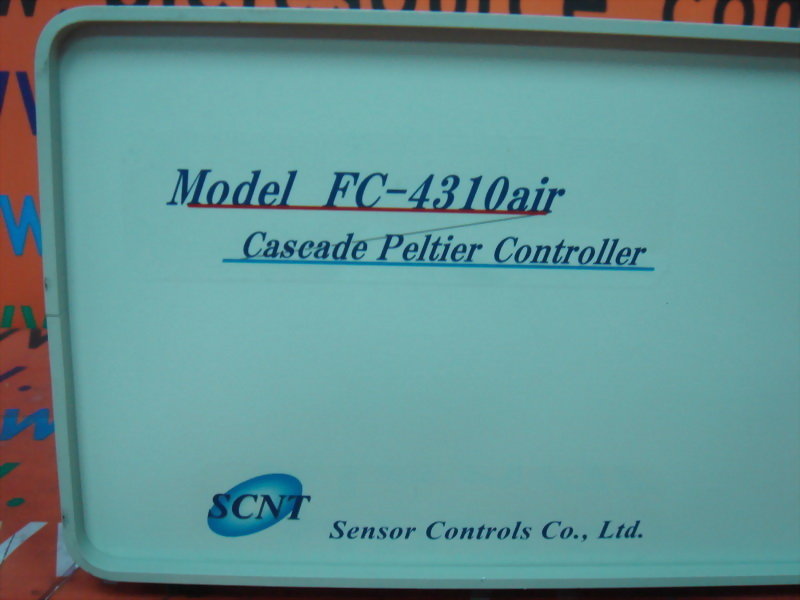 Model FC-4310air
Cascade Peltier Controller
SCNT
Sensor Controls Co., Ltd.